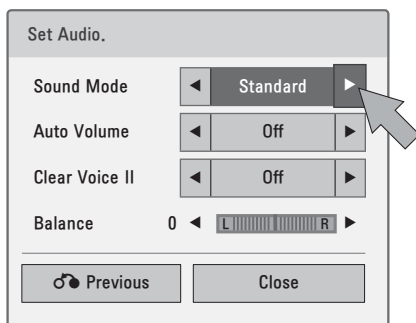 Set Audio.
Sound Mode Standard
Auto Volume Off
Clear Voice II Off
Balance 0 L R
Previous Close